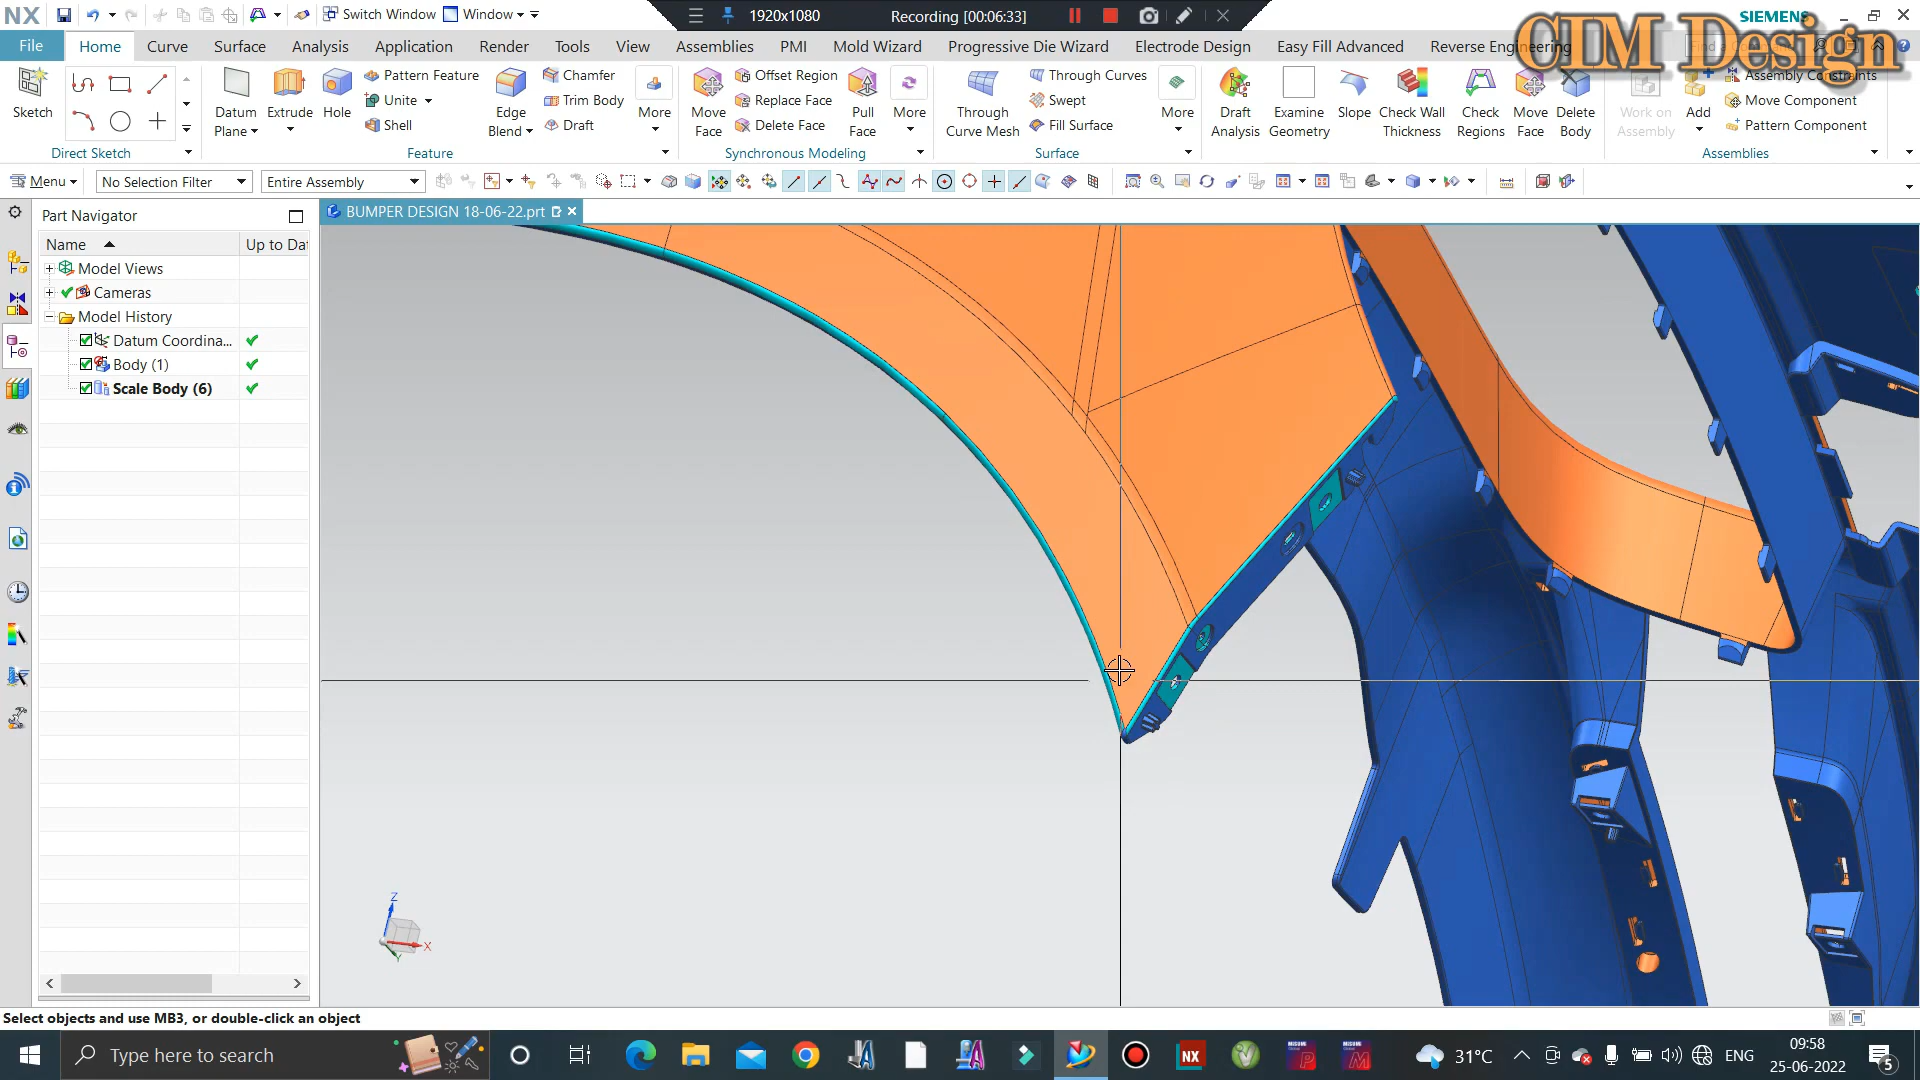 NX
Switch Window
Window
1920x1080
Recording [00:06:33]
SIEMENS
CIM Design
File
Home
Curve
Surface
Analysis
Application
Render
Tools
View
Assemblies
PMI
Mold Wizard
Progressive Die Wizard
Electrode Design
Easy Fill Advanced
Reverse Engineering
Sketch
Direct Sketch
Datum
Plane
Extrude
Hole
Pattern Feature
Unite
Shell
Edge
Blend
Chamfer
Trim Body
Draft
More
Feature
Move
Face
Offset Region
Replace Face
Delete Face
Pull
Face
More
Synchronous Modeling
Through
Curve Mesh
Through Curves
Swept
Fill Surface
More
Surface
Draft
Analysis
Examine
Geometry
Slope
Check Wall
Thickness
Check
Regions
Move
Face
Delete
Body
Work on
Assembly
Add
Assembly Constraints
Move Component
Pattern Component
Assemblies
Menu
No Selection Filter
Entire Assembly
Part Navigator
BUMPER DESIGN 18-06-22.prt
Name
Up to Dat
Model Views
Cameras
Model History
Datum Coordina...
Body (1)
Scale Body (6)
Z
X
Y
Select objects and use MB3, or double-click an object
Type here to search
NX
31°C
ENG
09:58
25-06-2022
5